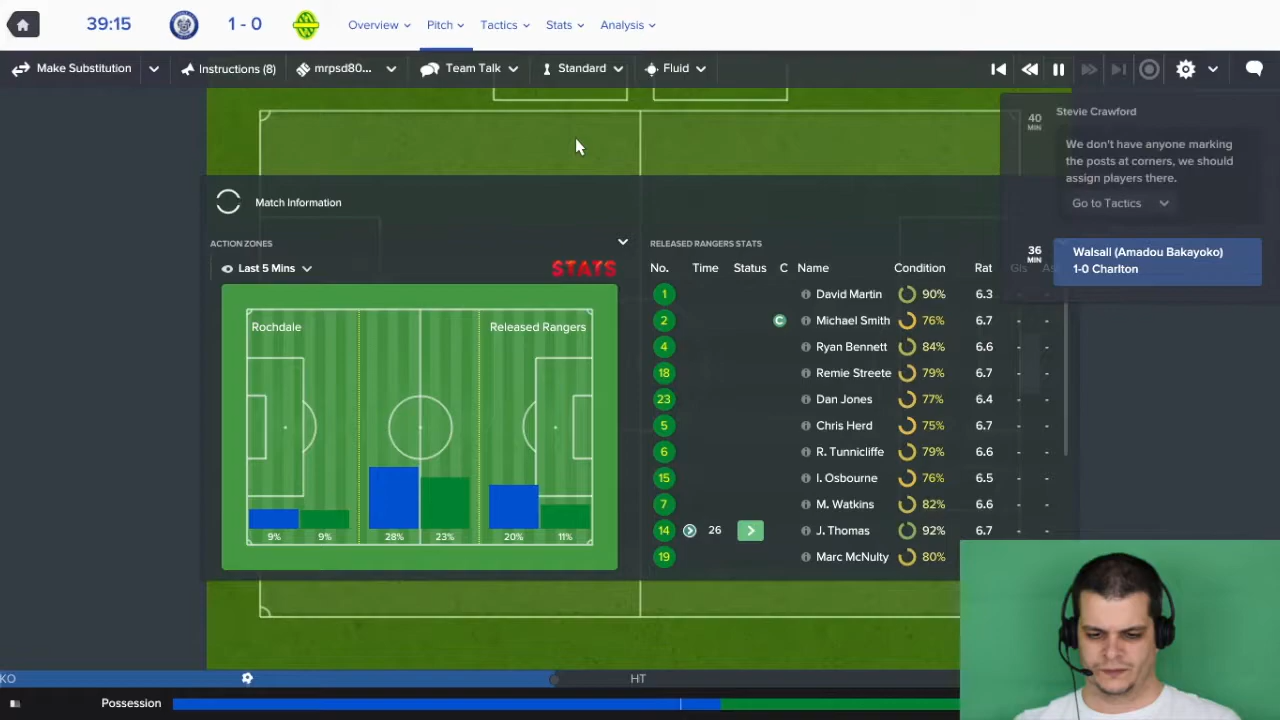 39:15
1 - 0
Overview
Pitch
Tactics
Stats
Analysis
Make Substitution
Instructions (8)
mrpsd80...
Team Talk
Standard
Fluid
40 MIN
Stevie Crawford
We don't have anyone marking
the posts at corners, we should
assign players there.
Go to Tactics
36 MIN
Walsall (Amadou Bakayoko)
1-0 Charlton
Match Information
ACTION ZONES
Last 5 Mins
STATS
Rochdale
Released Rangers
9% 9% 28% 23% 20% 11%
RELEASED RANGERS STATS
No. Time Status C Name Condition Rat Gls As
1 David Martin 90% 6.3
2 C Michael Smith 76% 6.7 - -
4 Ryan Bennett 84% 6.6 - -
18 Remie Streete 79% 6.7 - -
23 Dan Jones 77% 6.4 - -
5 Chris Herd 75% 6.7 - -
6 R. Tunnicliffe 79% 6.6 - -
15 I. Osbourne 76% 6.5 - -
7 M. Watkins 82% 6.6 - -
14 26 J. Thomas 92% 6.7 - -
19 Marc McNulty 80%
KO
HT
Possession